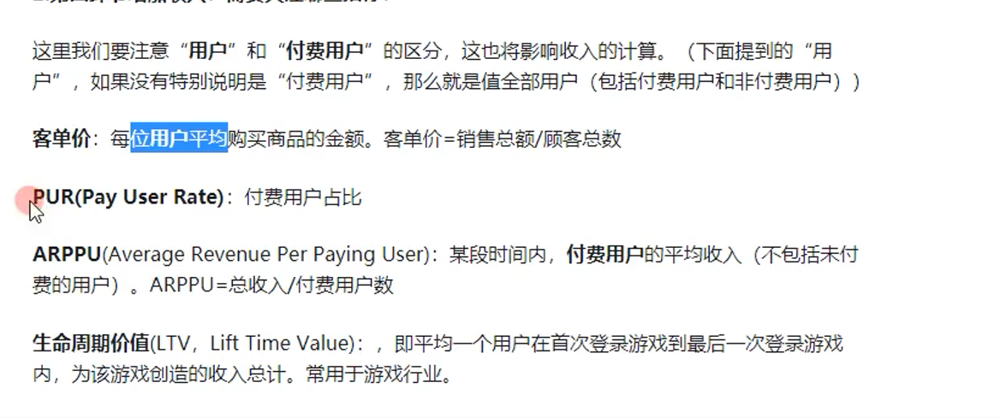 这里我们要注意“用户”和“付费用户”的区分，这也将影响收入的计算。（下面提到的“用
户”，如果没有特别说明是“付费用户”，那么就是值全部用户（包括付费用户和非付费用户））
客单价：每位用户平均购买商品的金额。客单价=销售总额/顾客总数
PUR(Pay User Rate)：付费用户占比
ARPPU(Average Revenue Per Paying User)：某段时间内，付费用户的平均收入（不包括未付
费的用户）。ARPPU=总收入/付费用户数
生命周期价值(LTV，Lift Time Value)：，即平均一个用户在首次登录游戏到最后一次登录游戏
内，为该游戏创造的收入总计。常用于游戏行业。